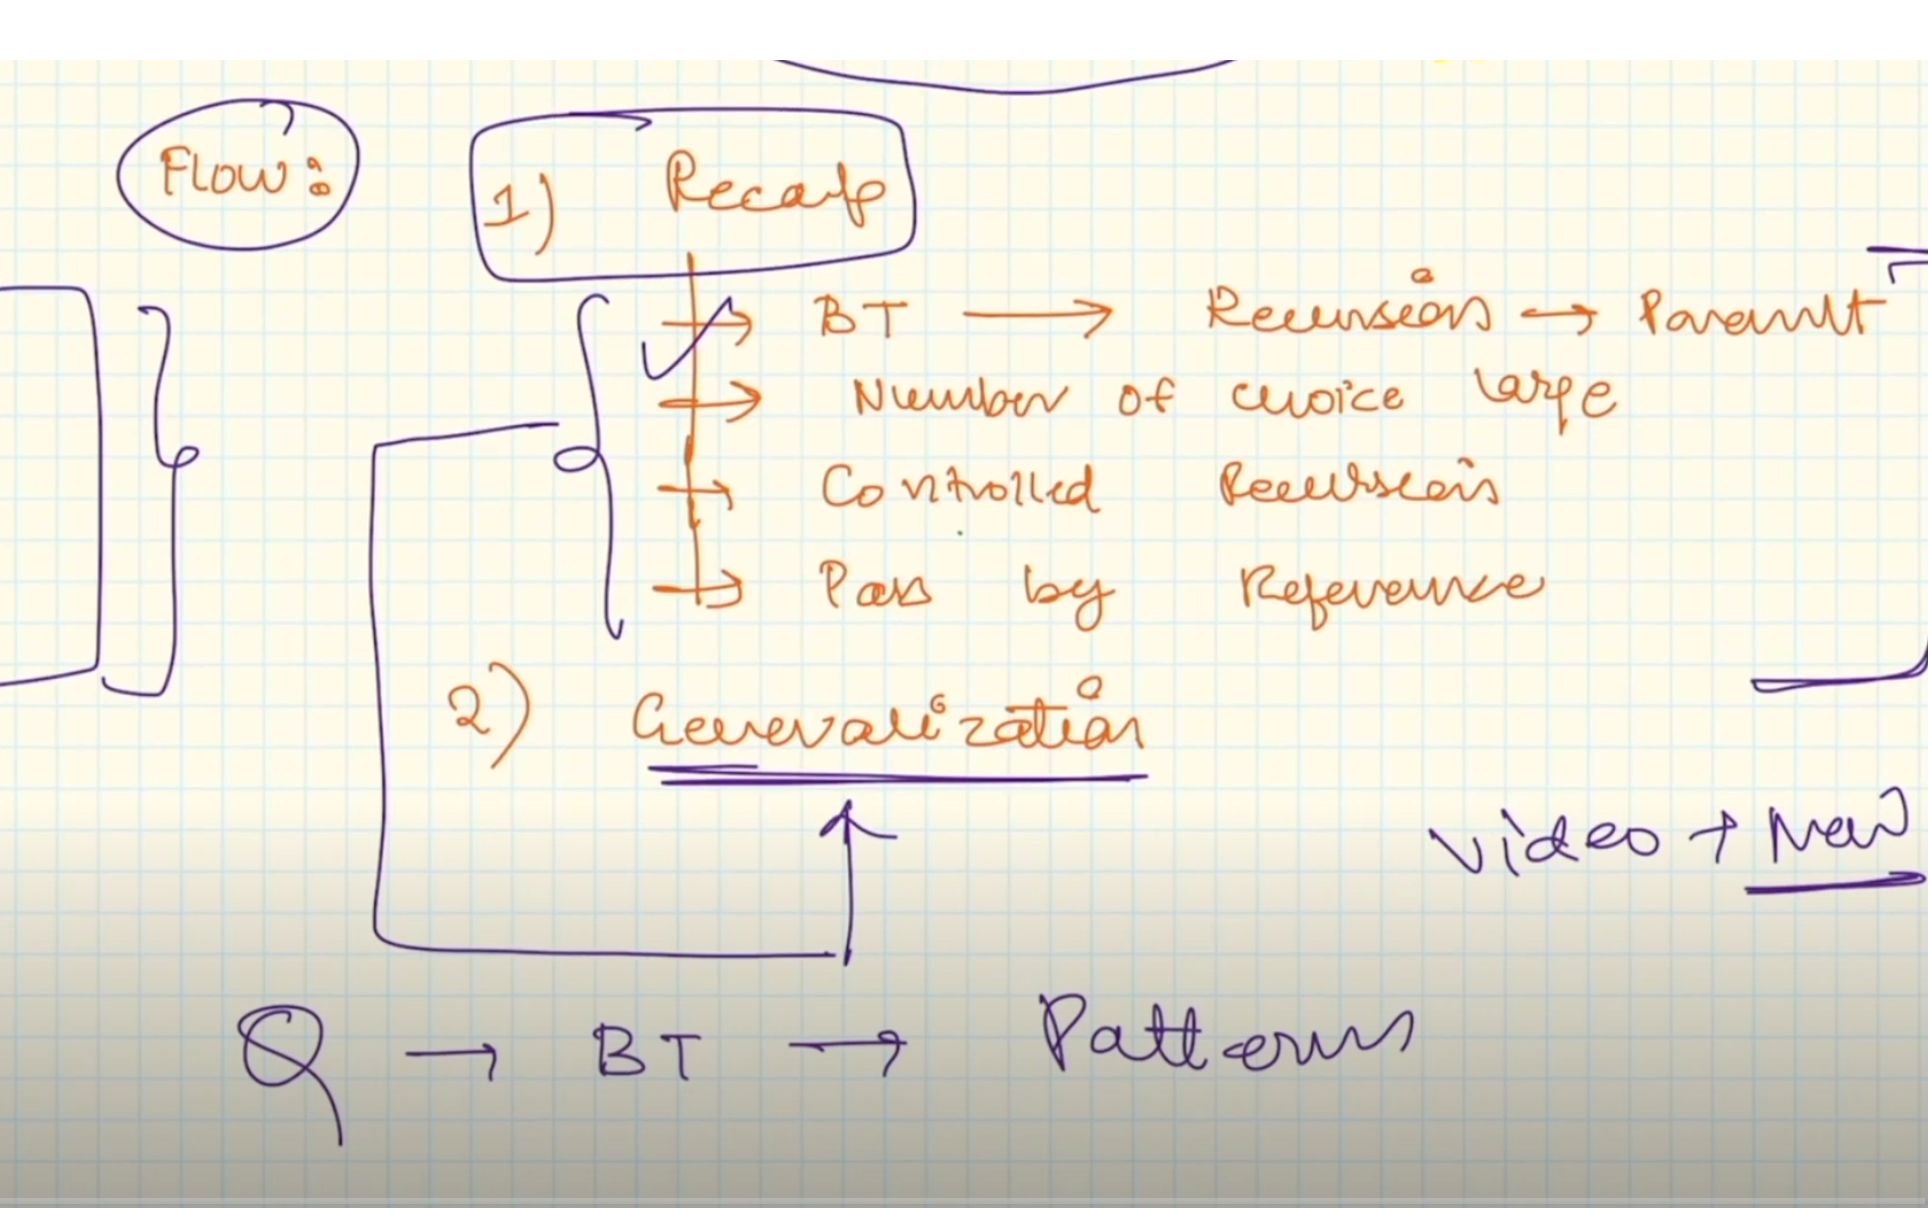 Flow:
1) Recap
BT → Recursion → Parent
Number of choice large
Controlled Recursion
Pass by Reference
2) Generalization
Video → New
Q → BT → Patterns